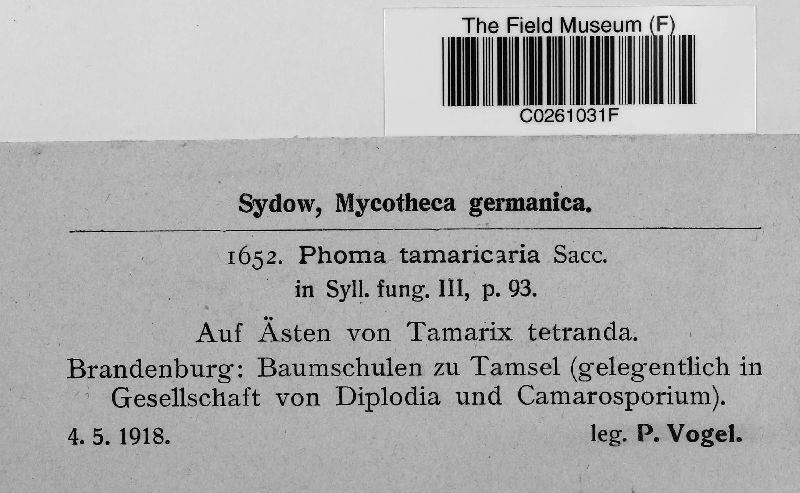 The Field Museum (F)
C0261031F
Sydow, Mycotheca germanica.
1652. Phoma tamaricaria Sacc.
in Syll. fung. III, p. 93.
Auf Ästen von Tamarix tetranda.
Brandenburg: Baumschulen zu Tamsel (gelegentlich in
Gesellschaft von Diplodia und Camarosporium).
4. 5. 1918. leg. P. Vogel.